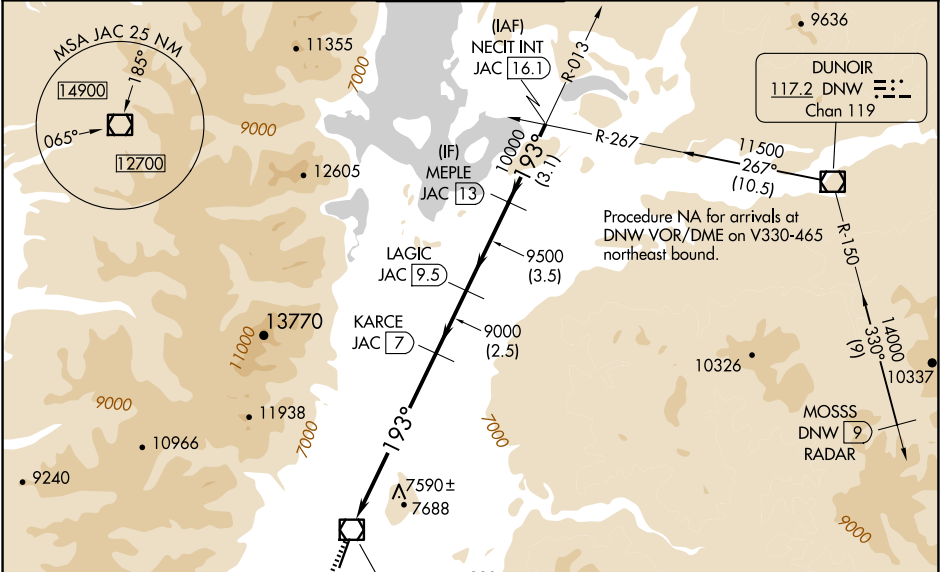 MSA JAC 25 NM
185°
14900
065°
12700
11355
7000
9000
12605
(IAF)
NECIT INT
JAC 16.1
R-013
9636
DUNOIR
117.2 DNW
Chan 119
R-267
11500
267°
(10.5)
10000
193°
(3.1)
(IF)
MEPLE
JAC 13
Procedure NA for arrivals at
DNW VOR/DME on V330-465
northeast bound.
R-150
LAGIC
JAC 9.5
9500
(3.5)
KARCE
JAC 7
9000
(2.5)
13770
11000
14000
330°
(9)
10326
10337
9000
11938
10966
7000
193°
7000
MOSSS
DNW 9
RADAR
9240
7590±
7688
9000